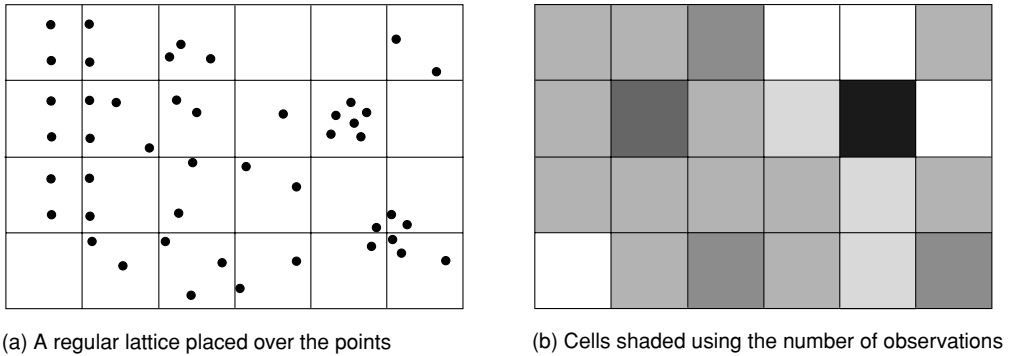 (a) A regular lattice placed over the points
(b) Cells shaded using the number of observations